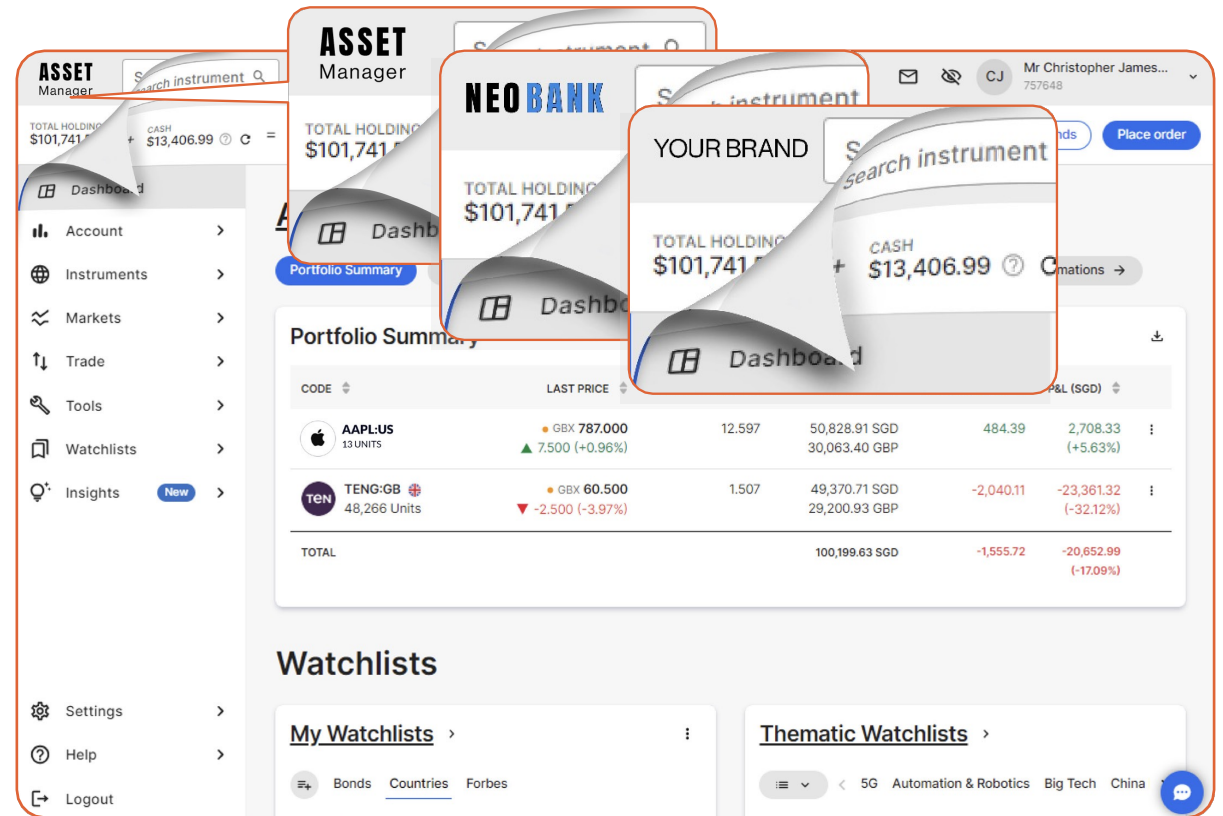 ASSET
Manager
Search instrument
TOTAL HOLDING
$101,741
+
CASH
$13,406.99
=
Dashboard
Account
Instruments
Markets
Trade
Tools
Watchlists
Insights
New
Settings
Help
Logout
ASSET
Manager
TOTAL HOLDING
$101,741
Dashb
NEOBANK
instrument
TOTAL HOLDING
$101,741
Dashbo
YOUR BRAND
Search instrument
TOTAL HOLDING
$101,741
+
CASH
$13,406.99
Dashboard
CJ
Mr Christopher James...
757648
Place order
Portfolio Summary
mations →
Portfolio Summary
CODE
LAST PRICE
P&L (SGD)
AAPL:US
13 UNITS
GBX 787.000
7.500 (+0.96%)
12.597
50,828.91 SGD
30,063.40 GBP
484.39
2,708.33
(+5.63%)
TEN
TENG:GB
48,266 Units
GBX 60.500
-2.500 (-3.97%)
1.507
49,370.71 SGD
29,200.93 GBP
-2,040.11
-23,361.32
(-32.12%)
TOTAL
100,199.63 SGD
-1,555.72
-20,652.99
(-17.09%)
Watchlists
My Watchlists
Bonds Countries Forbes
Thematic Watchlists
5G Automation & Robotics Big Tech China